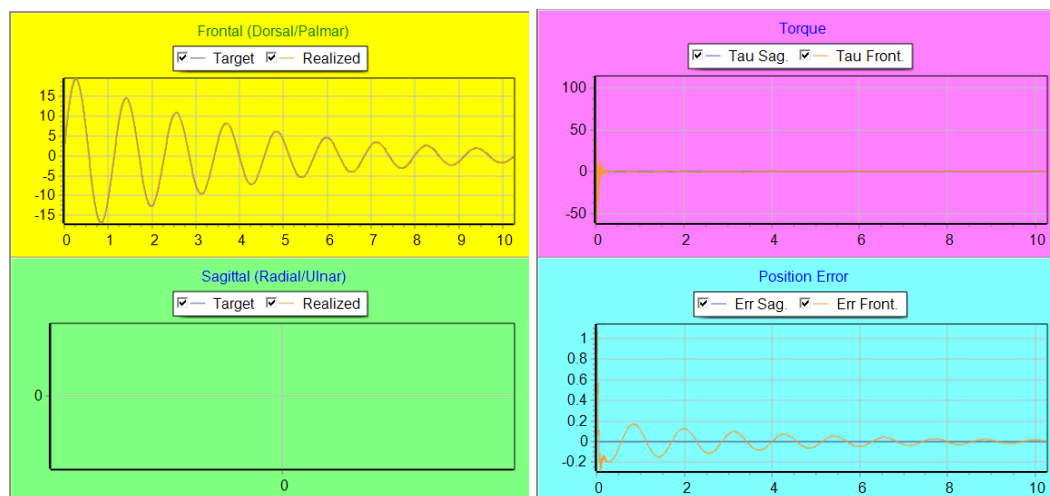 Frontal (Dorsal/Palmar)
Target Realized
15
10
5
0
-5
-10
-15
0 1 2 3 4 5 6 7 8 9 10
Torque
Tau Sag. Tau Front.
100
50
0
-50
0 2 4 6 8 10
Sagittal (Radial/Ulnar)
Target Realized
0
0
Position Error
Err Sag. Err Front.
1
0.8
0.6
0.4
0.2
0
-0.2
0 2 4 6 8 10